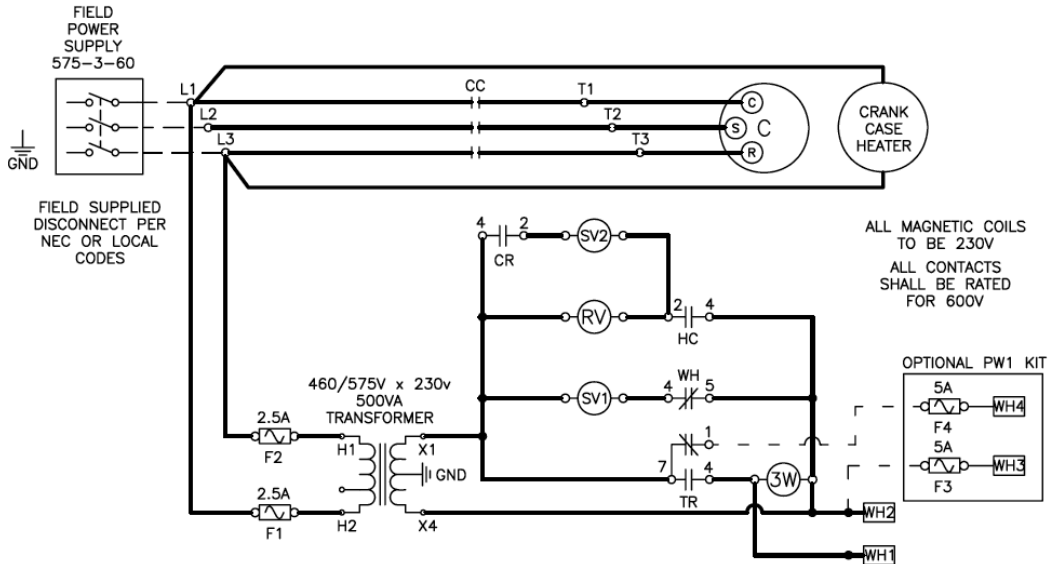 FIELD
POWER
SUPPLY
575-3-60
GND
FIELD SUPPLIED
DISCONNECT PER
NEC OR LOCAL
CODES
L1
L2
L3
CC
T1
T2
T3
C
S
R
C
CRANK
CASE
HEATER
4
2
CR
SV2
RV
2
4
HC
SV1
4
WH
5
1
7
4
TR
3W
ALL MAGNETIC COILS
TO BE 230V
ALL CONTACTS
SHALL BE RATED
FOR 600V
OPTIONAL PW1 KIT
5A
F4
WH4
5A
F3
WH3
460/575V x 230v
500VA
TRANSFORMER
2.5A
F2
H1
X1
GND
2.5A
F1
H2
X4
WH2
WH1